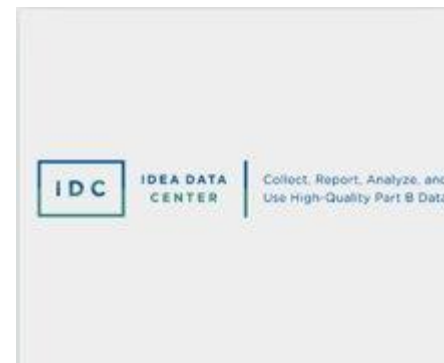 IDC
IDEA DATA
CENTER
Collect, Report, Analyze, and
Use High-Quality Part B Data